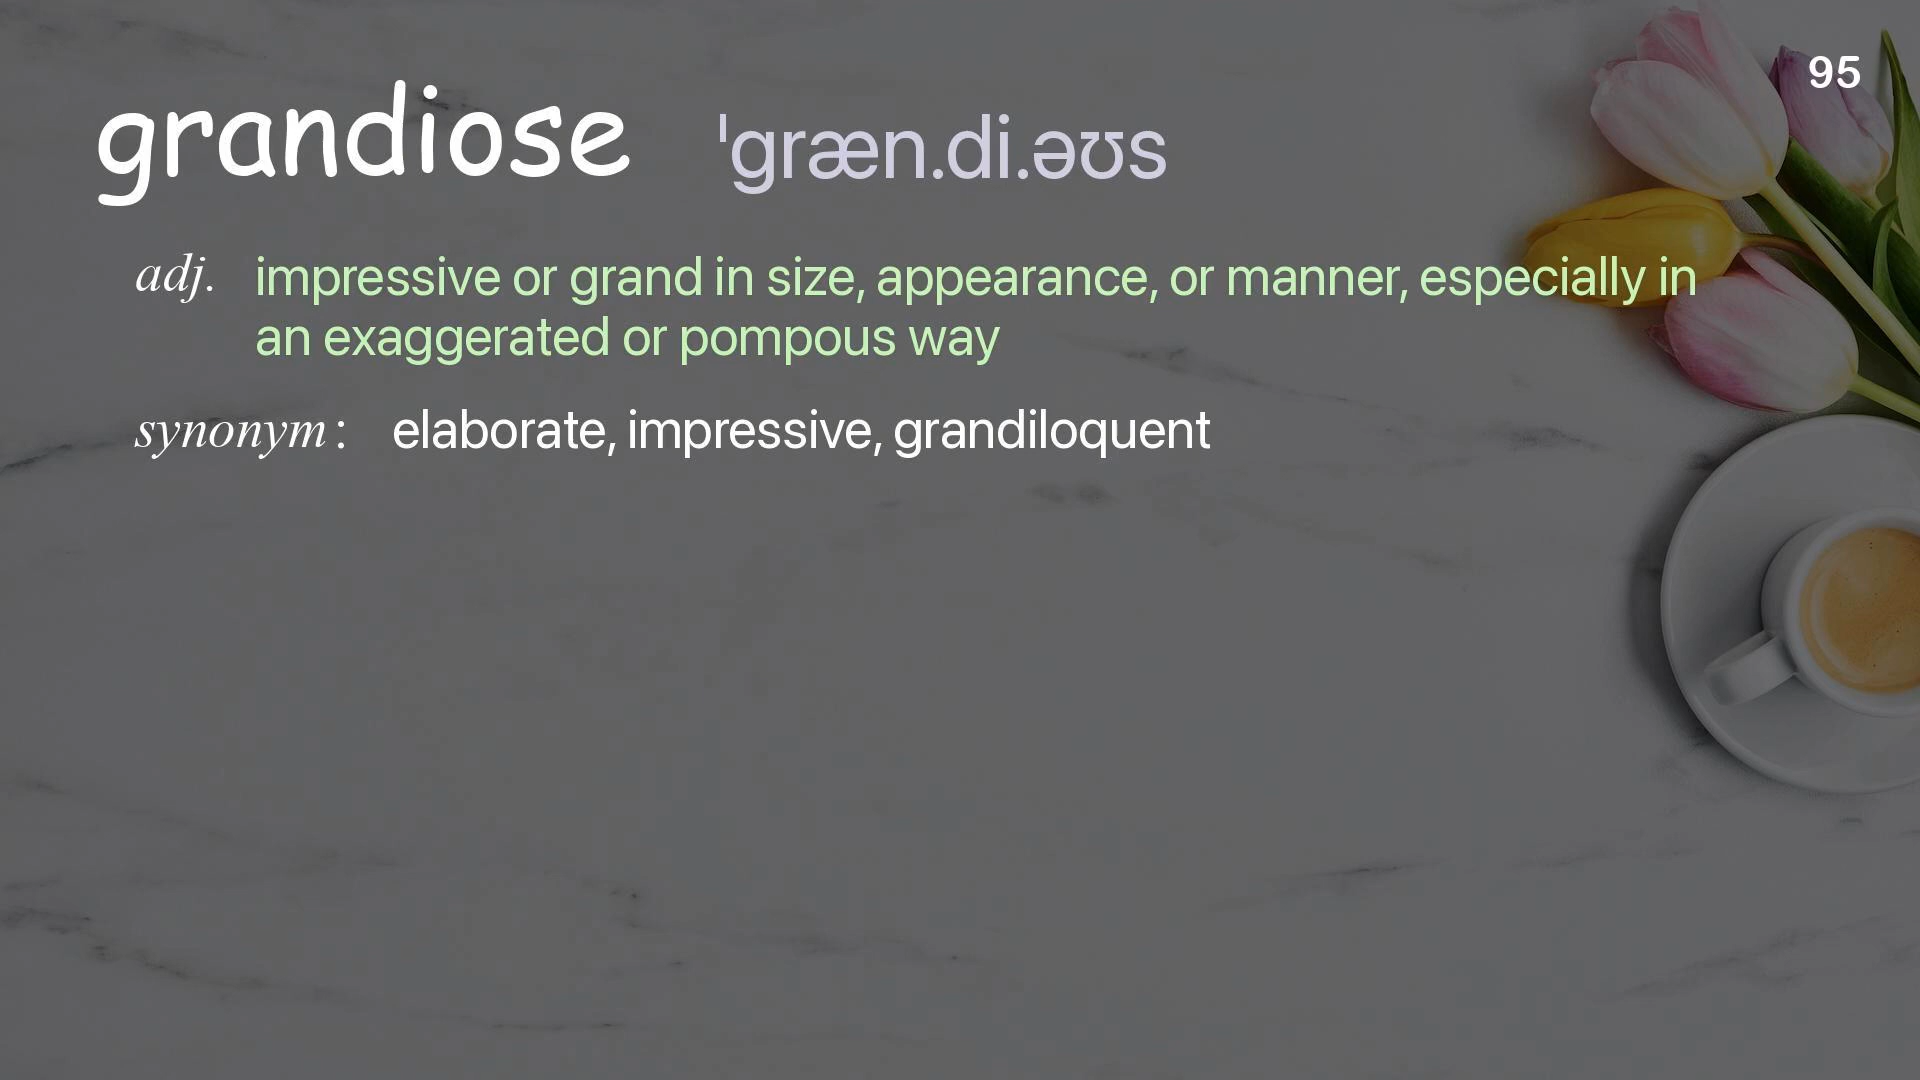 95
grandiose ˈɡræn.di.əʊs
adj. impressive or grand in size, appearance, or manner, especially in
an exaggerated or pompous way
synonym : elaborate, impressive, grandiloquent